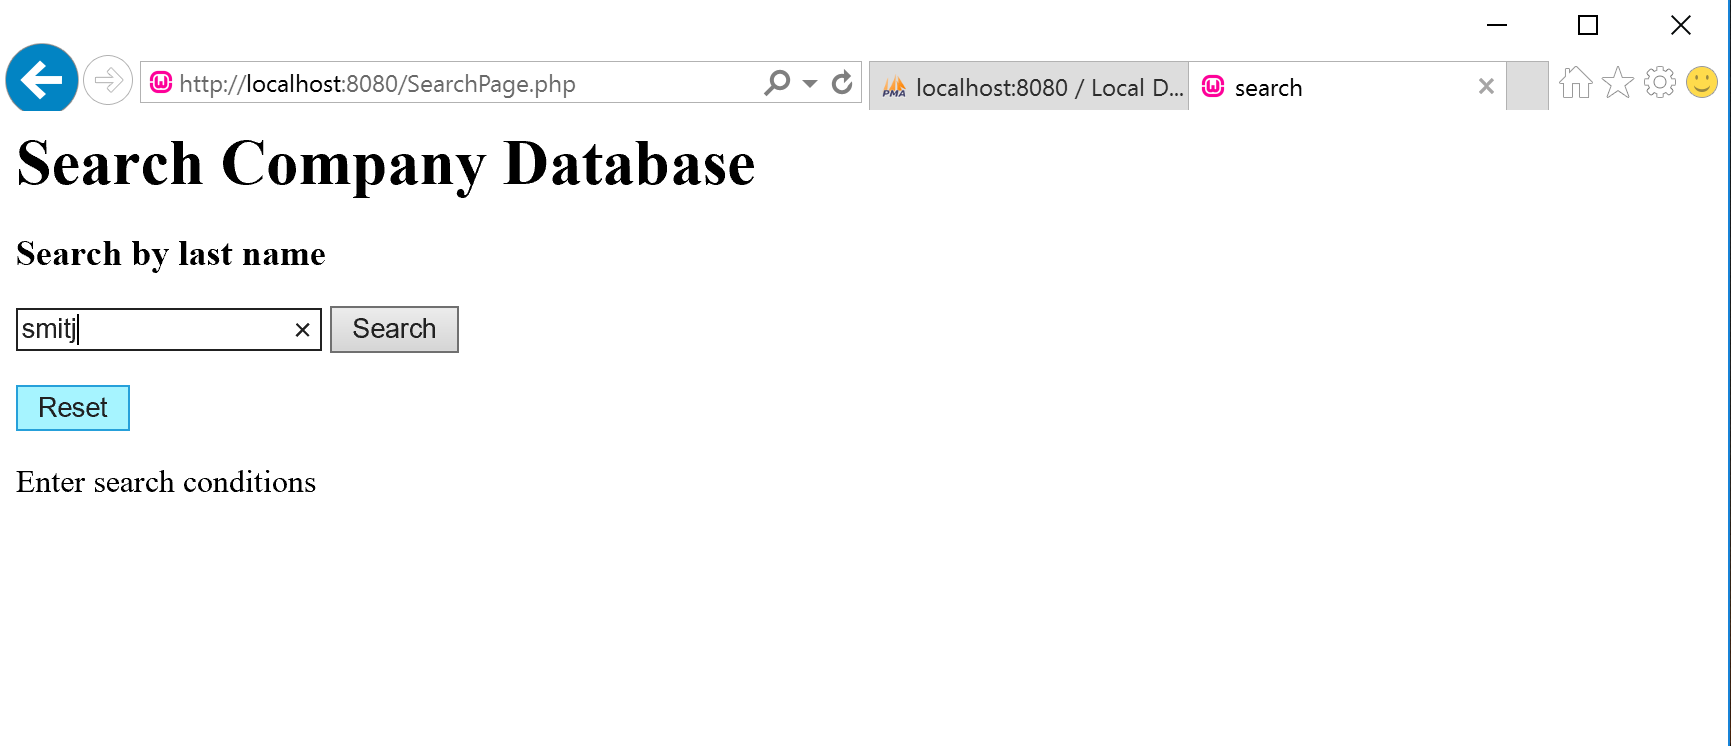 http://localhost:8080/SearchPage.php
PMA localhost:8080 / Local D...
search
Search Company Database
Search by last name
smitj
Search
Reset
Enter search conditions